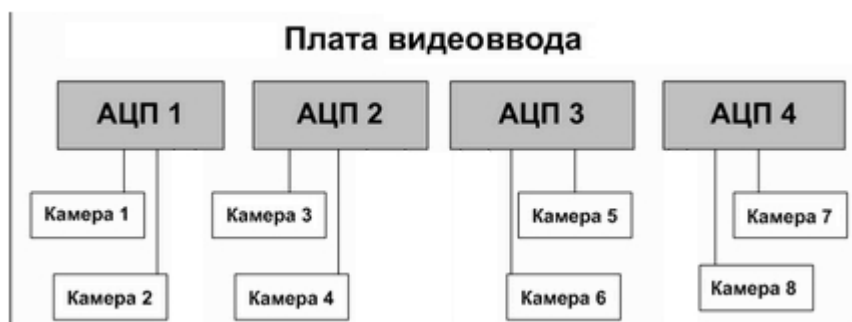 Плата видеоввода
АЦП 1
АЦП 2
АЦП 3
АЦП 4
Камера 1
Камера 3
Камера 5
Камера 7
Камера 2
Камера 4
Камера 6
Камера 8